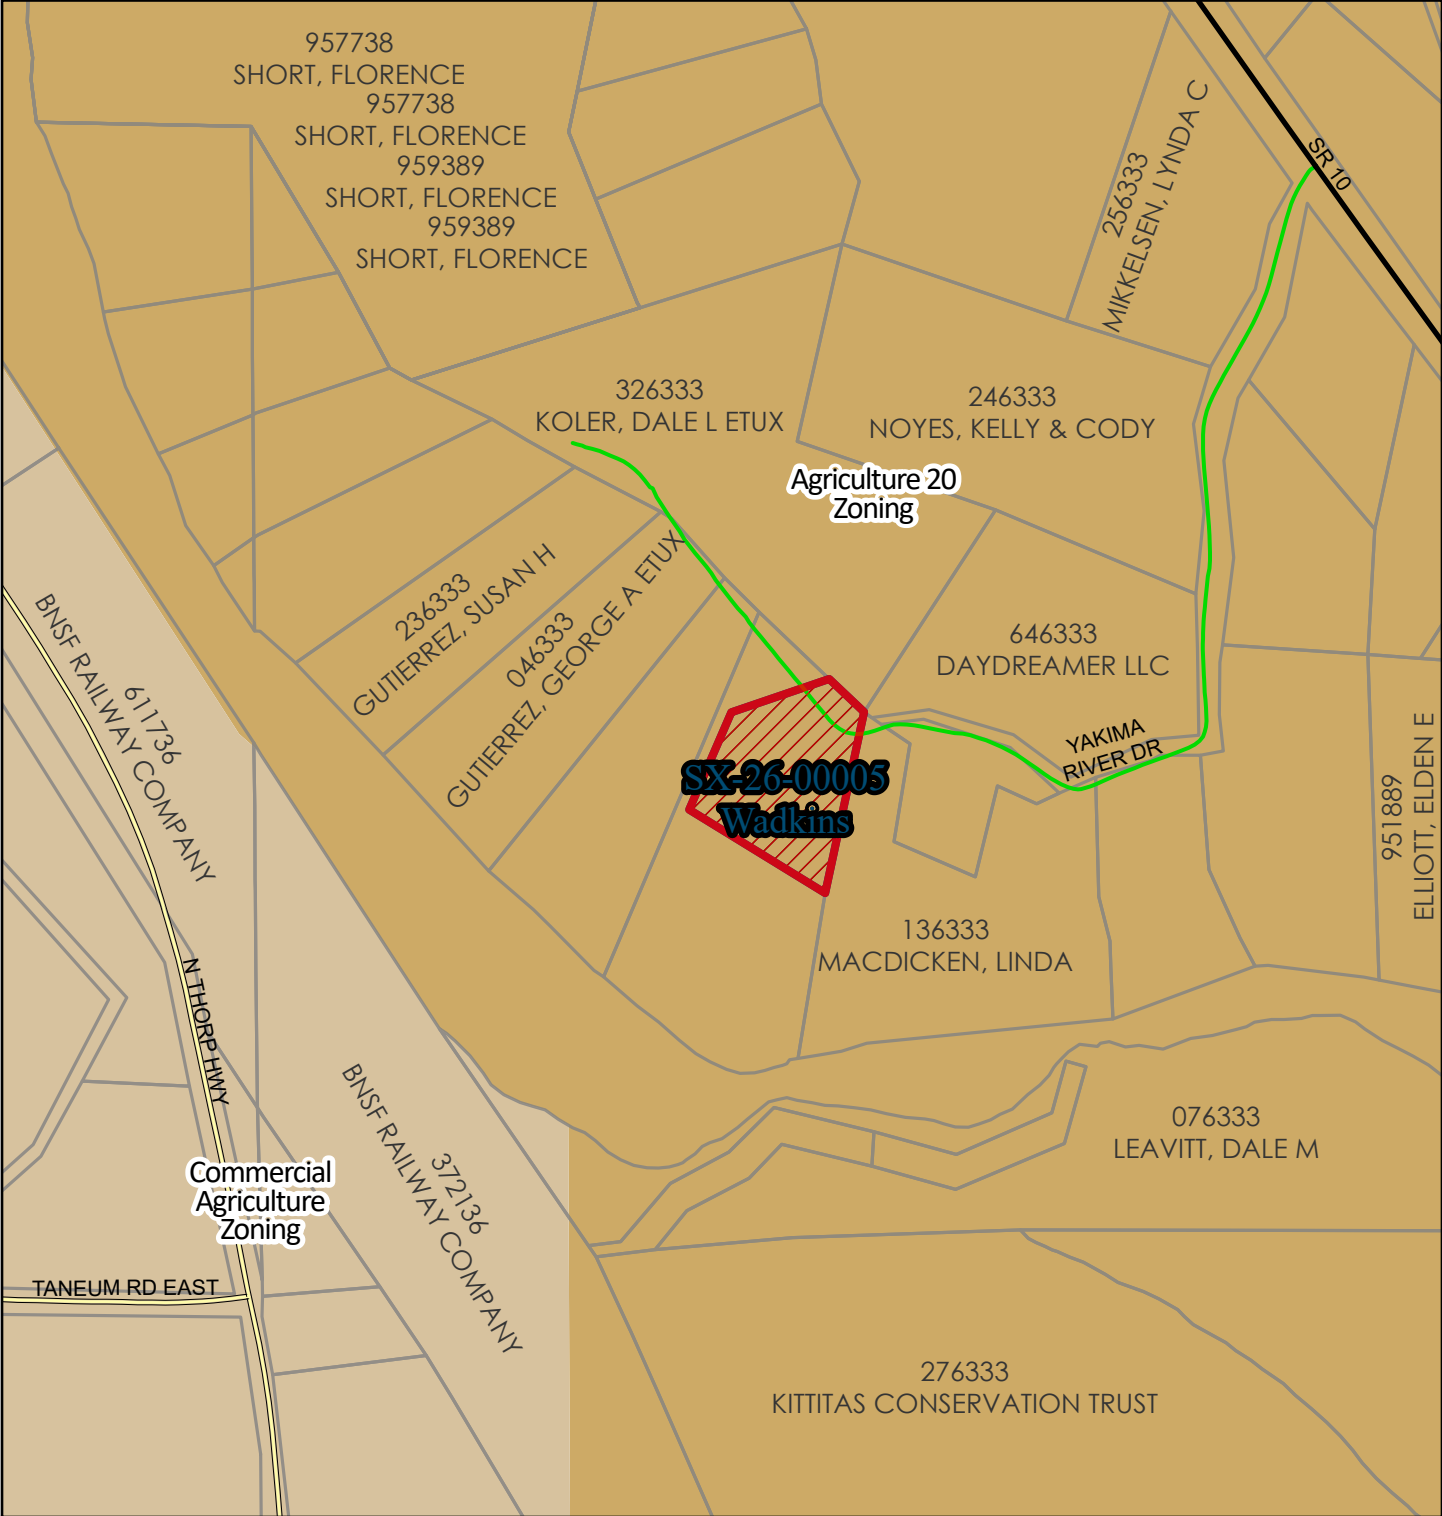 957738
SHORT, FLORENCE
957738
SHORT, FLORENCE
959389
SHORT, FLORENCE
959389
SHORT, FLORENCE
256333
MIKKELSEN, LYNDA C
SR 10
326333
KOLER, DALE L ETUX
246333
NOYES, KELLY & CODY
Agriculture 20
Zoning
236333
GUTIERREZ, SUSAN H
046333
GUTIERREZ, GEORGE A ETUX
646333
DAYDREAMER LLC
YAKIMA
RIVER DR
611736
BNSF RAILWAY COMPANY
SX-26-00005
Wadkins
951889
ELLIOTT, ELDEN E
136333
MACDICKEN, LINDA
N THORP HWY
372136
BNSF RAILWAY COMPANY
076333
LEAVITT, DALE M
Commercial
Agriculture
Zoning
TANEUM RD EAST
276333
KITTITAS CONSERVATION TRUST